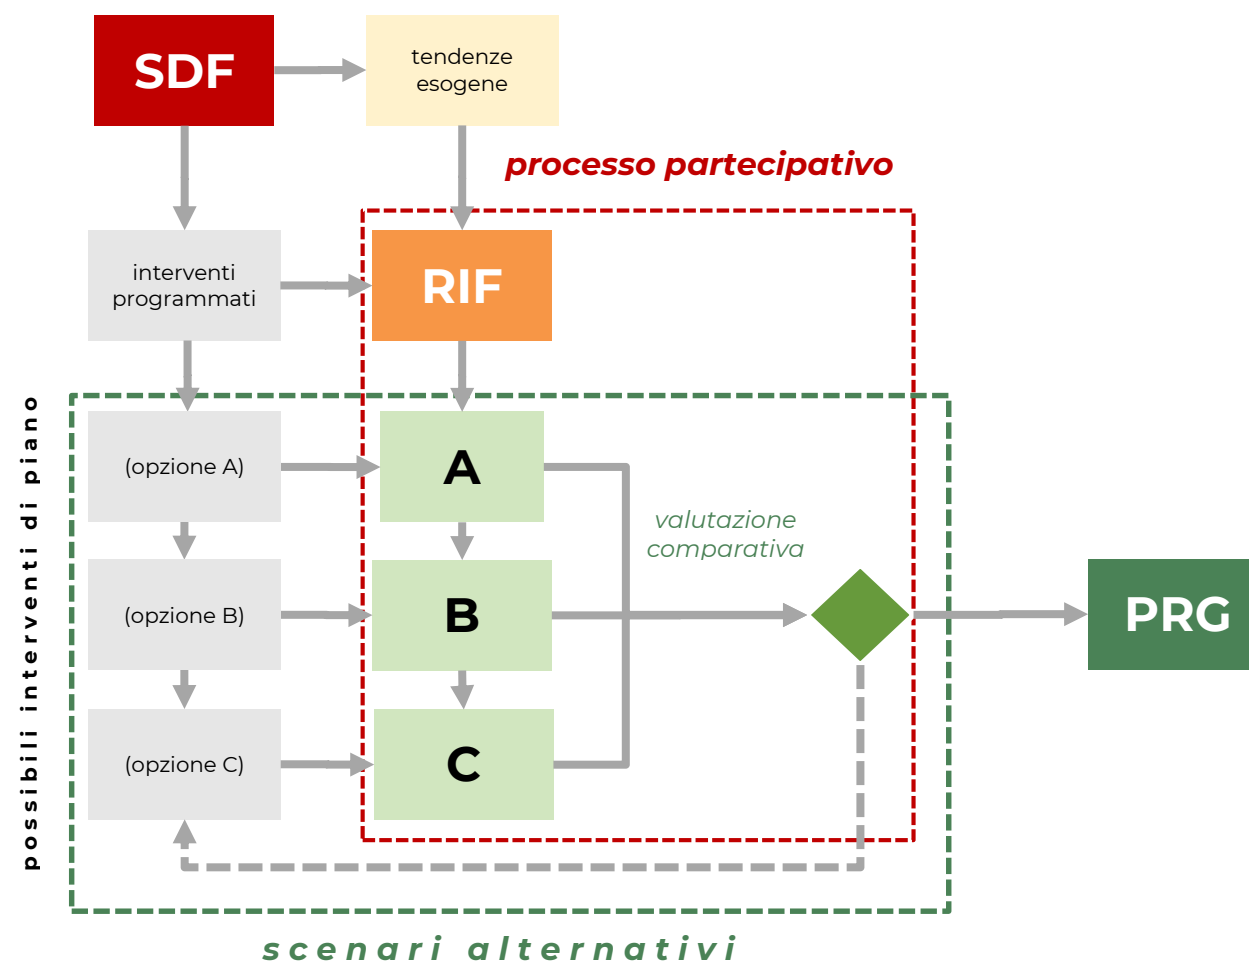 SDF
tendenze
esogene
processo partecipativo
interventi
programmati
RIF
possibili interventi di piano
(opzione A)
A
valutazione
comparativa
(opzione B)
B
PRG
(opzione C)
C
scenari alternativi